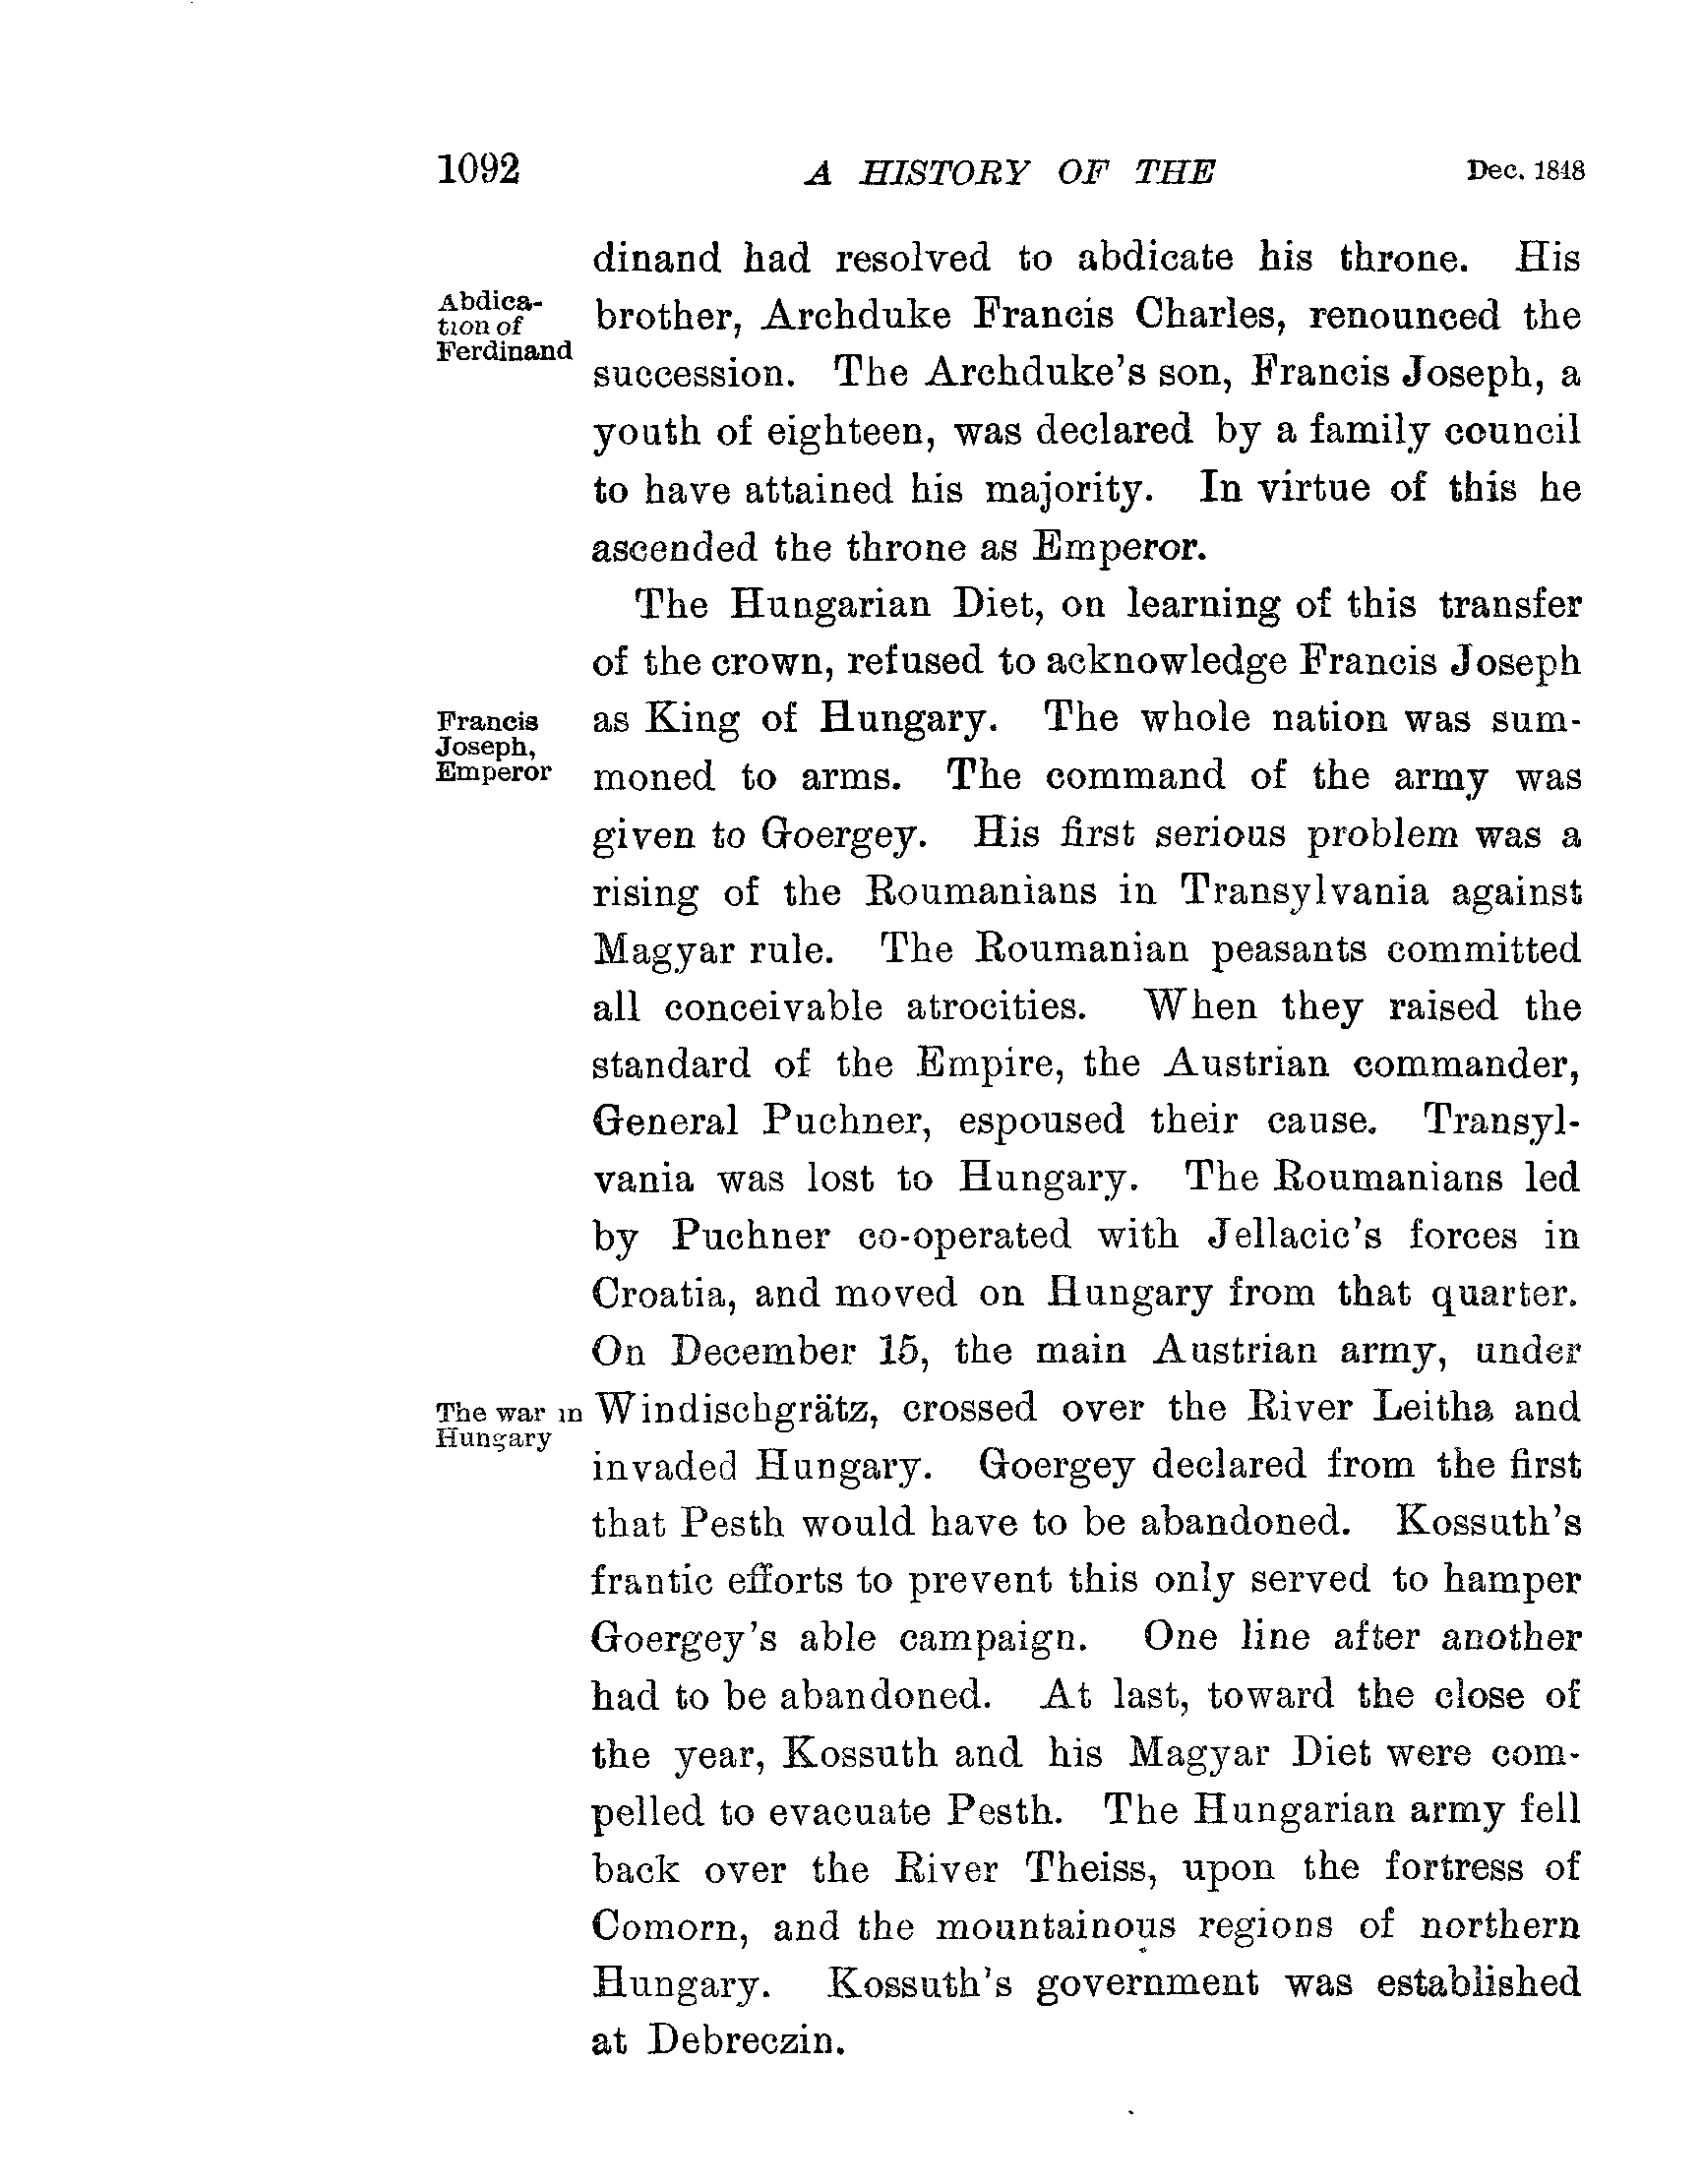 1092 A HISTORY OF THE Dec. 1848
dinand had resolved to abdicate his throne. His
Abdica-
tion of
Ferdinand
brother, Archduke Francis Charles, renounced the
succession. The Archduke's son, Francis Joseph, a
youth of eighteen, was declared by a family council
to have attained his majority. In virtue of this he
ascended the throne as Emperor.
The Hungarian Diet, on learning of this transfer
of the crown, refused to acknowledge Francis Joseph
Francis
Joseph,
Emperor
as King of Hungary. The whole nation was sum-
moned to arms. The command of the army was
given to Goergey. His first serious problem was a
rising of the Roumanians in Transylvania against
Magyar rule. The Roumanian peasants committed
all conceivable atrocities. When they raised the
standard of the Empire, the Austrian commander,
General Puchner, espoused their cause. Transyl-
vania was lost to Hungary. The Roumanians led
by Puchner co-operated with Jellacic's forces in
Croatia, and moved on Hungary from that quarter.
On December 15, the main Austrian army, under
The war in
Hungary
Windischgrätz, crossed over the River Leitha and
invaded Hungary. Goergey declared from the first
that Pesth would have to be abandoned. Kossuth's
frantic efforts to prevent this only served to hamper
Goergey's able campaign. One line after another
had to be abandoned. At last, toward the close of
the year, Kossuth and his Magyar Diet were com-
pelled to evacuate Pesth. The Hungarian army fell
back over the River Theiss, upon the fortress of
Comorn, and the mountainous regions of northern
Hungary. Kossuth's government was established
at Debreczin.